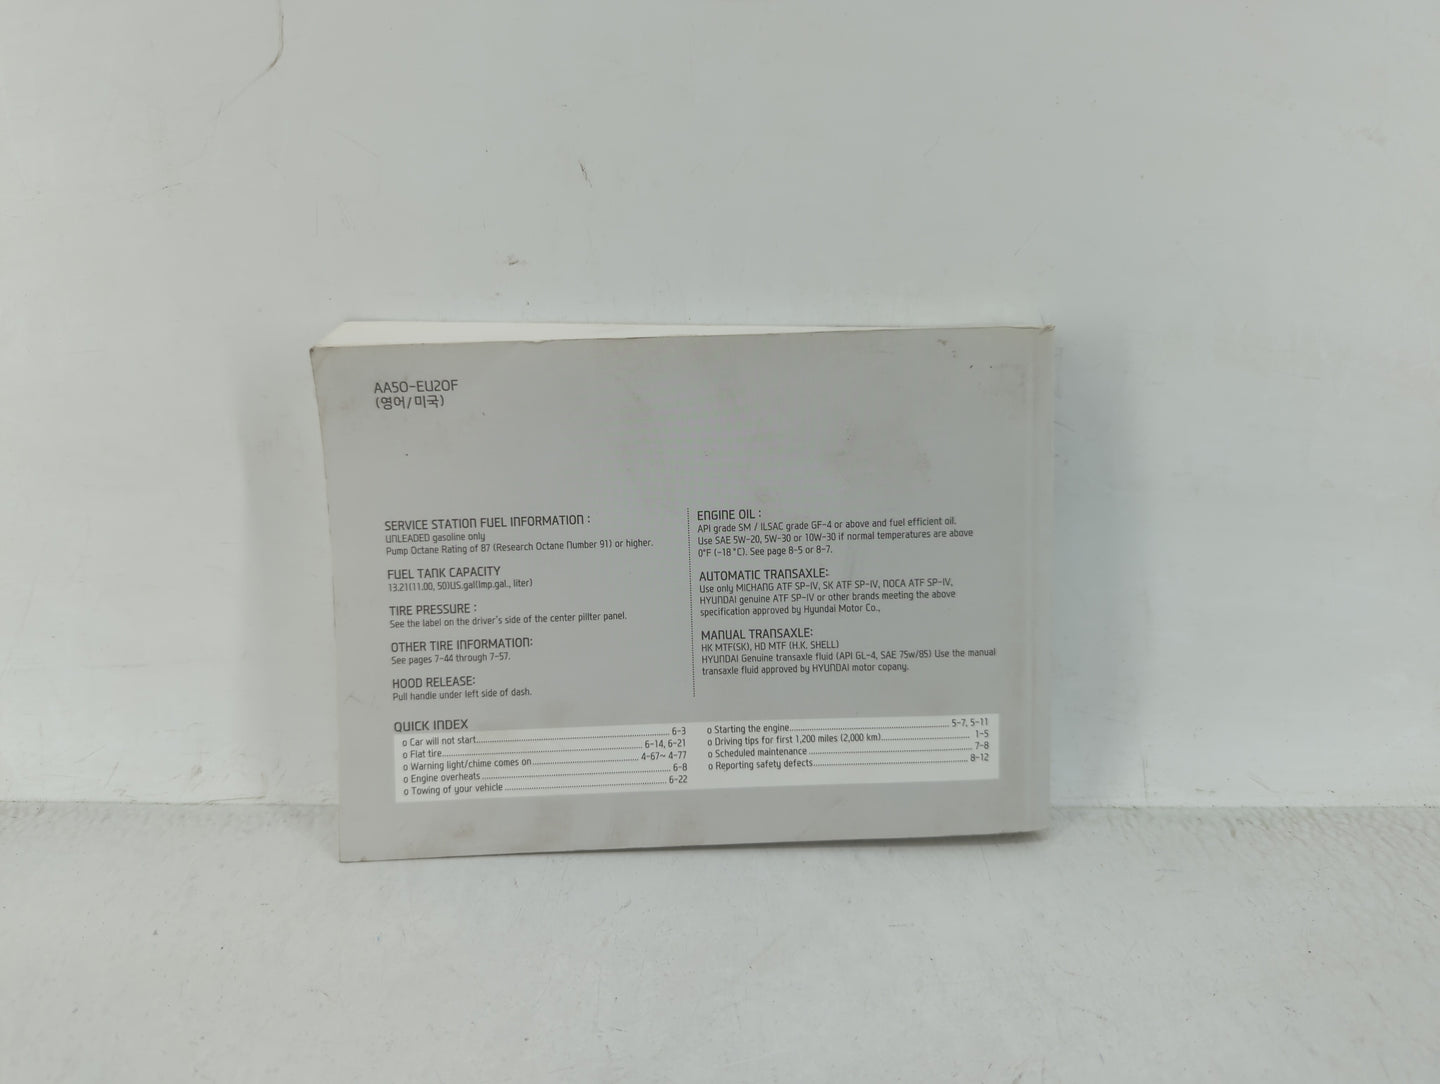 AA5O-EU2OF
(영어/미국)
SERVICE STATION FUEL INFORMATION :
UNLEADED gasoline only
Pump Octane Rating of 87 (Research Octane Number 91) or higher.
FUEL TANK CAPACITY
13.21(11.00, 50)US.gal(Imp.gal., liter)
TIRE PRESSURE :
See the label on the driver's side of the center pillter panel.
OTHER TIRE INFORMATION:
See pages 7-44 through 7-57.
HOOD RELEASE:
Pull handle under left side of dash.
ENGINE OIL :
API grade SM / ILSAC grade GF-4 or above and fuel efficient oil.
Use SAE 5W-20, 5W-30 or 10W-30 if normal temperatures are above
0°F (-18 °C). See page 8-5 or 8-7.
AUTOMATIC TRANSAXLE:
Use only MICHANG ATF SP-IV, SK ATF SP-IV, NOCA ATF SP-IV,
HYUNDAI genuine ATF SP-IV or other brands meeting the above
specification approved by Hyundai Motor Co.,
MANUAL TRANSAXLE:
HK MTF(SK), HD MTF (H.K. SHELL)
HYUNDAI Genuine transaxle fluid (API GL-4, SAE 75w/85) Use the manual
transaxle fluid approved by HYUNDAI motor copany.
QUICK INDEX
o Car will not start 6-3
o Flat tire 6-14, 6-21
o Warning light/chime comes on 4-67~ 4-77
o Engine overheats 6-8
o Towing of your vehicle 6-22
o Starting the engine 5-7, 5-11
o Driving tips for first 1,200 miles (2,000 km) 1-5
o Scheduled maintenance 7-8
o Reporting safety defects 8-12